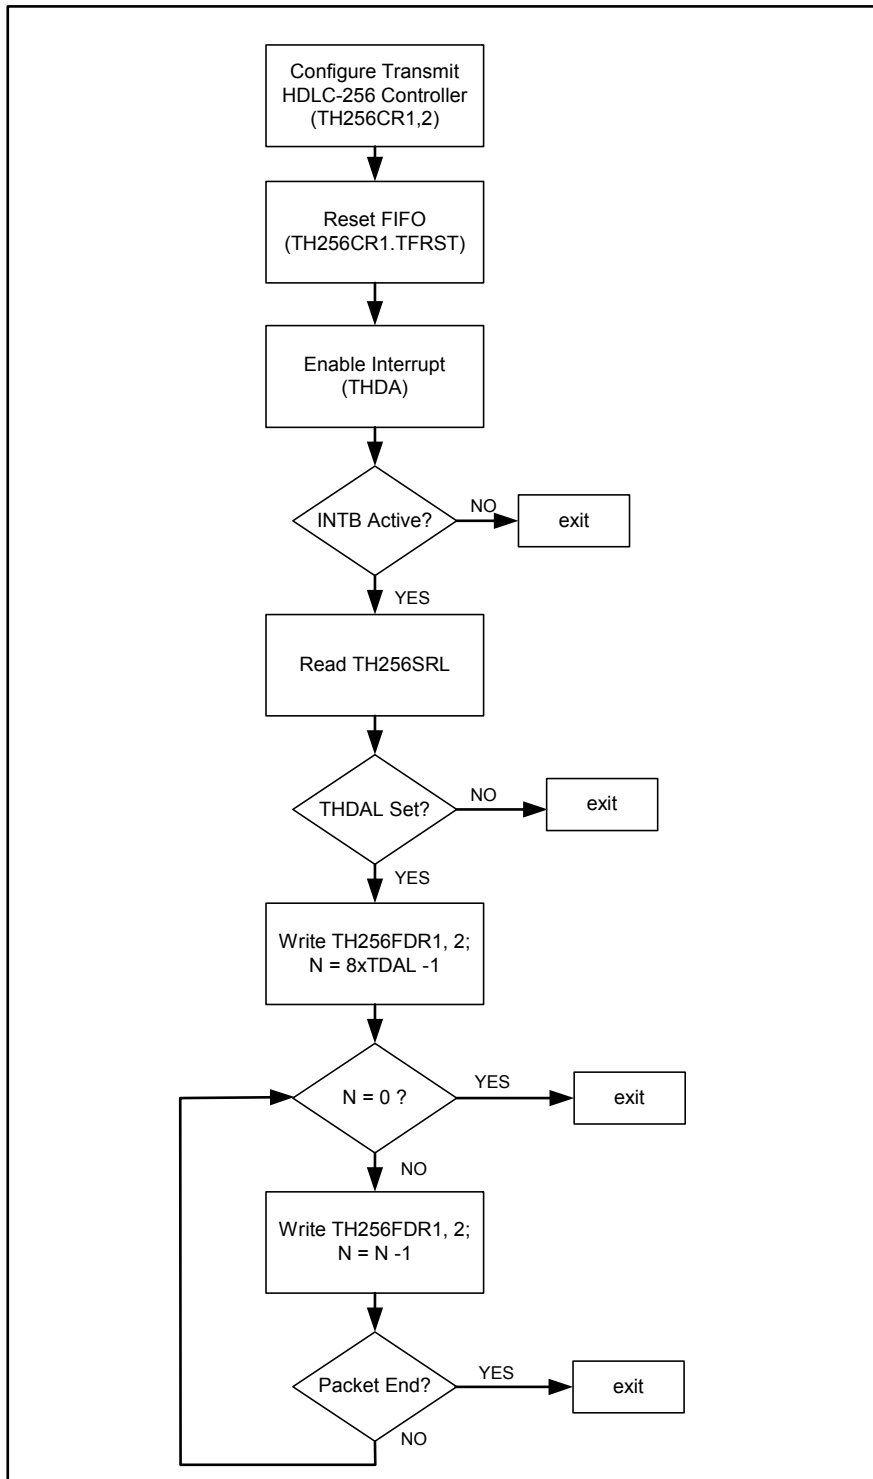 Configure Transmit
HDLC-256 Controller
(TH256CR1,2)
Reset FIFO
(TH256CR1.TFRST)
Enable Interrupt
(THDA)
INTB Active?
NO
exit
YES
Read TH256SRL
THDAL Set?
NO
exit
YES
Write TH256FDR1, 2;
N = 8xTDAL -1
N = 0 ?
YES
exit
NO
Write TH256FDR1, 2;
N = N -1
Packet End?
YES
exit
NO